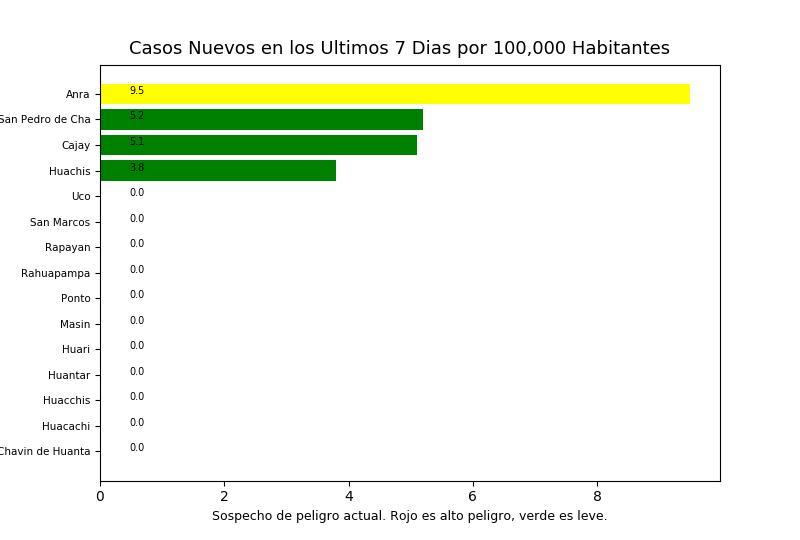 Casos Nuevos en los Ultimos 7 Dias por 100,000 Habitantes
Anra 9.5
San Pedro de Cha 5.2
Cajay 5.1
Huachis 3.8
Uco 0.0
San Marcos 0.0
Rapayan 0.0
Rahuapampa 0.0
Ponto 0.0
Masin 0.0
Huari 0.0
Huantar 0.0
Huacchis 0.0
Huacachi 0.0
Chavin de Huanta 0.0
0 2 4 6 8
Sospecho de peligro actual. Rojo es alto peligro, verde es leve.